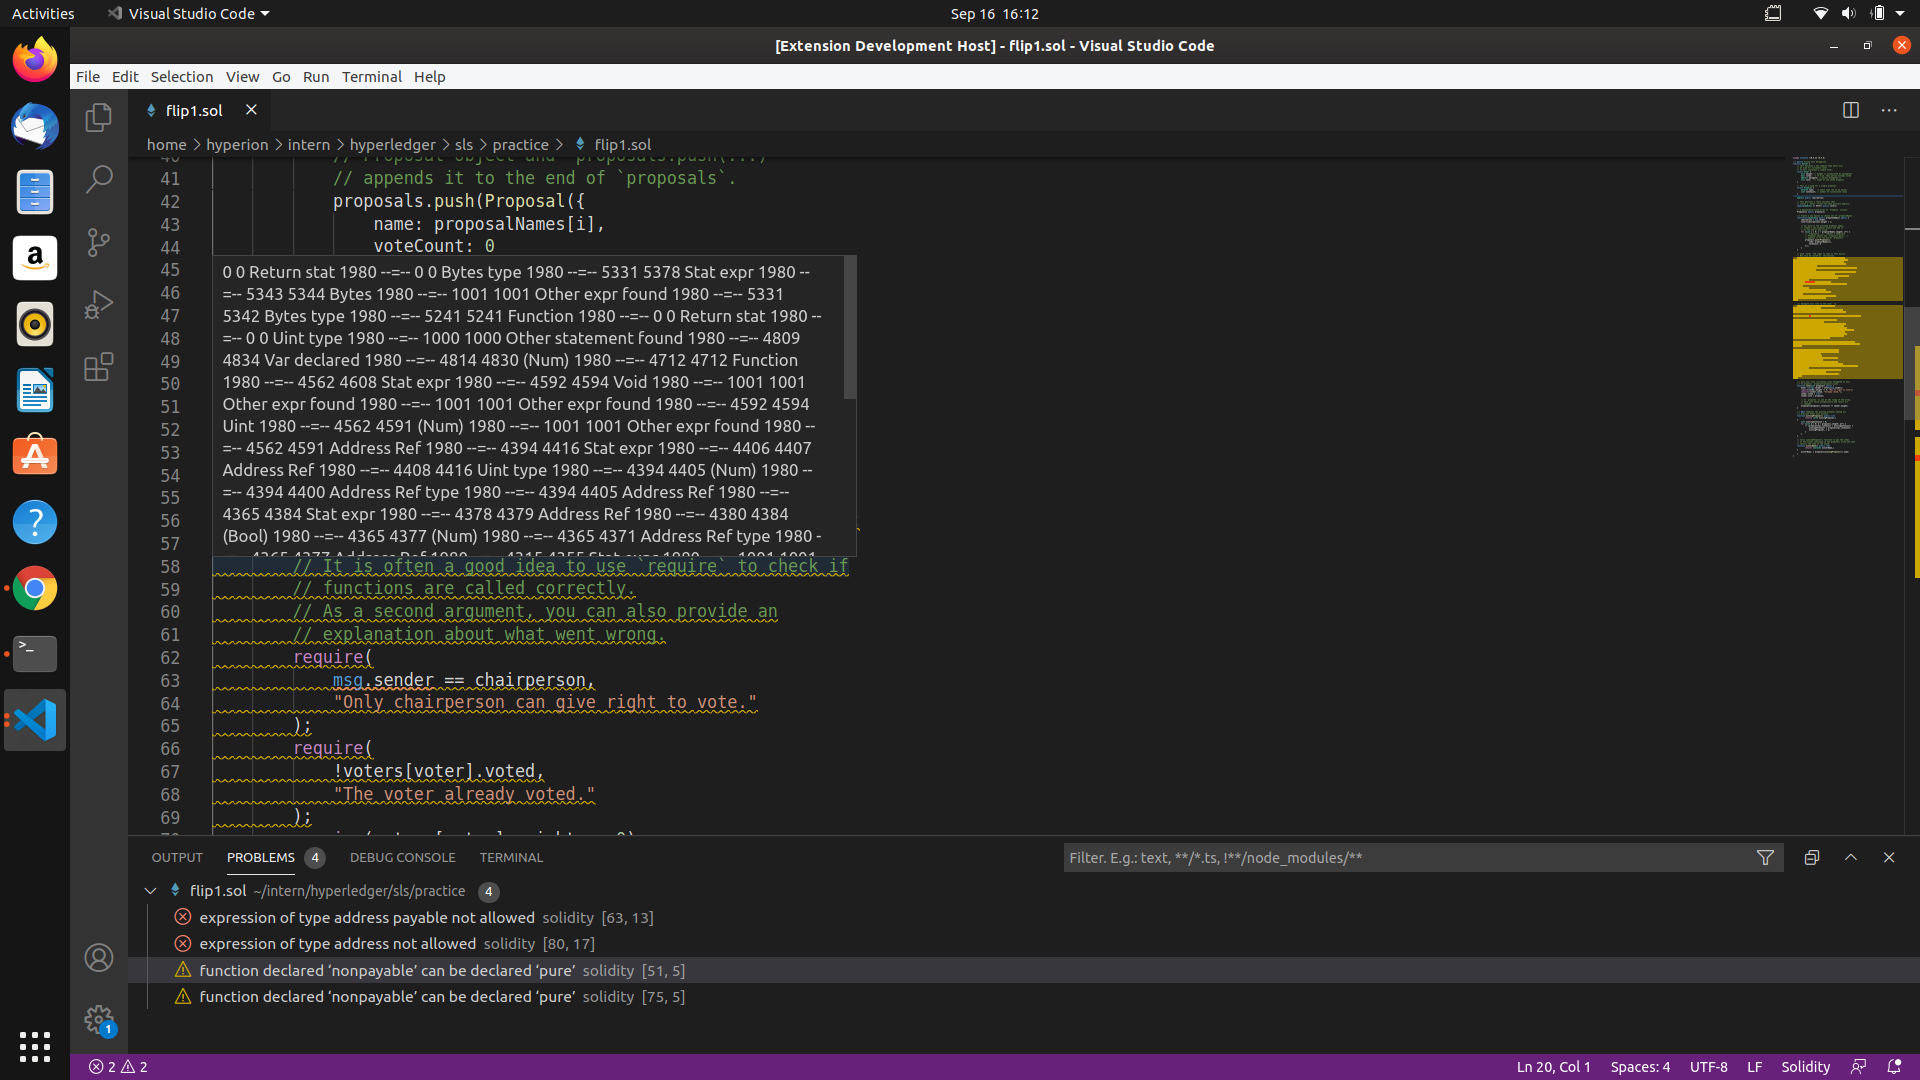 Activities
Visual Studio Code
Sep 16 16:12
[Extension Development Host] - flip1.sol - Visual Studio Code
File Edit Selection View Go Run Terminal Help
flip1.sol
home > hyperion > intern > hyperledger > sls > practice > flip1.sol
41 // appends it to the end of `proposals`.
42 proposals.push(Proposal({
43 name: proposalNames[i],
44 voteCount: 0
45
46
47
48
49
50
51
52
53
54
55
56
57
0 0 Return stat 1980 --=-- 0 0 Bytes type 1980 --=-- 5331 5378 Stat expr 1980 --
=-- 5343 5344 Bytes 1980 --=-- 1001 1001 Other expr found 1980 --=-- 5331
5342 Bytes type 1980 --=-- 5241 5241 Function 1980 --=-- 0 0 Return stat 1980 --
=-- 0 0 Uint type 1980 --=-- 1000 1000 Other statement found 1980 --=-- 4809
4834 Var declared 1980 --=-- 4814 4830 (Num) 1980 --=-- 4712 4712 Function
1980 --=-- 4562 4608 Stat expr 1980 --=-- 4592 4594 Void 1980 --=-- 1001 1001
Other expr found 1980 --=-- 1001 1001 Other expr found 1980 --=-- 4592 4594
Uint 1980 --=-- 4562 4591 (Num) 1980 --=-- 1001 1001 Other expr found 1980 --
=-- 4562 4591 Address Ref 1980 --=-- 4394 4416 Stat expr 1980 --=-- 4406 4407
Address Ref 1980 --=-- 4408 4416 Uint type 1980 --=-- 4394 4405 (Num) 1980 --
=-- 4394 4400 Address Ref type 1980 --=-- 4394 4405 Address Ref 1980 --=--
4365 4384 Stat expr 1980 --=-- 4378 4379 Address Ref 1980 --=-- 4380 4384
(Bool) 1980 --=-- 4365 4377 (Num) 1980 --=-- 4365 4371 Address Ref type 1980 -
58 // It is often a good idea to use `require` to check if
59 // functions are called correctly.
60 // As a second argument, you can also provide an
61 // explanation about what went wrong.
62 require(
63 msg.sender == chairperson,
64 "Only chairperson can give right to vote."
65 );
66 require(
67 !voters[voter].voted,
68 "The voter already voted."
69 );
OUTPUT PROBLEMS 4 DEBUG CONSOLE TERMINAL
Filter. E.g.: text, **/*.ts, !**/node_modules/**
flip1.sol ~/intern/hyperledger/sls/practice 4
expression of type address payable not allowed solidity [63, 13]
expression of type address not allowed solidity [80, 17]
function declared ‘nonpayable’ can be declared ‘pure’ solidity [51, 5]
function declared ‘nonpayable’ can be declared ‘pure’ solidity [75, 5]
1
2 2
Ln 20, Col 1 Spaces: 4 UTF-8 LF Solidity